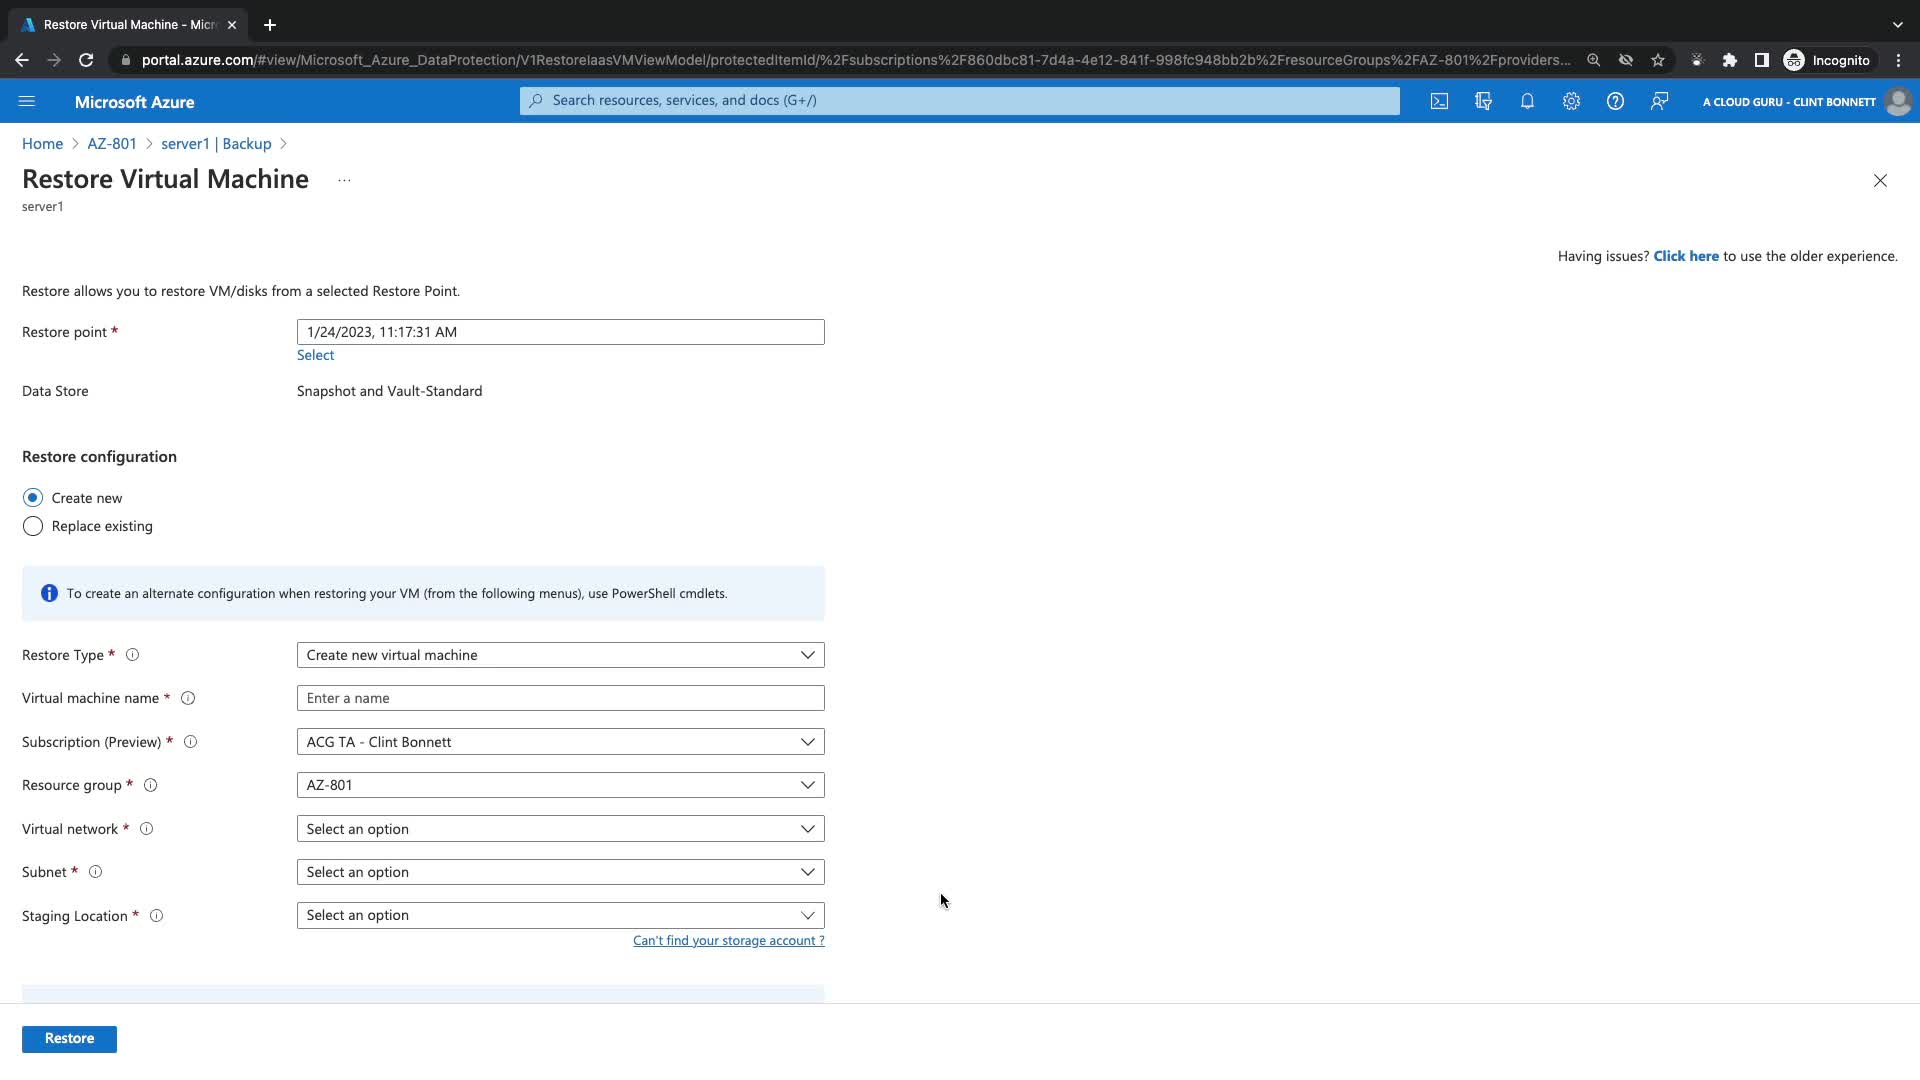 Restore Virtual Machine - Micr
portal.azure.com/#view/Microsoft_Azure_DataProtection/V1RestoreIaasVMViewModel/protectedItemId/%2Fsubscriptions%2F860dbc81-7d4a-4e12-841f-998fc948bb2b%2FresourceGroups%2FAZ-801%2Fproviders...
Incognito
Microsoft Azure
Search resources, services, and docs (G+/)
A CLOUD GURU - CLINT BONNETT
Home > AZ-801 > server1 | Backup >
Restore Virtual Machine ...
server1
Having issues? Click here to use the older experience.
Restore allows you to restore VM/disks from a selected Restore Point.
Restore point * 1/24/2023, 11:17:31 AM
Select
Data Store Snapshot and Vault-Standard
Restore configuration
Create new
Replace existing
To create an alternate configuration when restoring your VM (from the following menus), use PowerShell cmdlets.
Restore Type * Create new virtual machine
Virtual machine name * Enter a name
Subscription (Preview) * ACG TA - Clint Bonnett
Resource group * AZ-801
Virtual network * Select an option
Subnet * Select an option
Staging Location * Select an option
Can't find your storage account ?
Restore